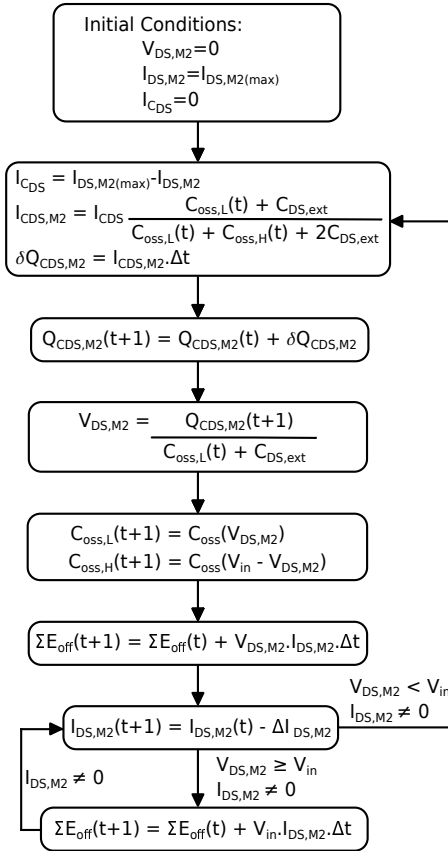 Initial Conditions:
V_DS,M2=0
I_DS,M2=I_DS,M2(max)
I_CDS=0
I_CDS = I_DS,M2(max)-I_DS,M2
I_CDS,M2 = I_CDS (C_oss,L(t) + C_DS,ext) / (C_oss,L(t) + C_oss,H(t) + 2C_DS,ext)
δQ_CDS,M2 = I_CDS,M2.Δt
Q_CDS,M2(t+1) = Q_CDS,M2(t) + δQ_CDS,M2
V_DS,M2 = Q_CDS,M2(t+1) / (C_oss,L(t) + C_DS,ext)
C_oss,L(t+1) = C_oss(V_DS,M2)
C_oss,H(t+1) = C_oss(V_in - V_DS,M2)
ΣE_off(t+1) = ΣE_off(t) + V_DS,M2.I_DS,M2.Δt
V_DS,M2 < V_in
I_DS,M2 ≠ 0
I_DS,M2(t+1) = I_DS,M2(t) - ΔI_DS,M2
I_DS,M2 ≠ 0
V_DS,M2 ≥ V_in
I_DS,M2 ≠ 0
ΣE_off(t+1) = ΣE_off(t) + V_in.I_DS,M2.Δt